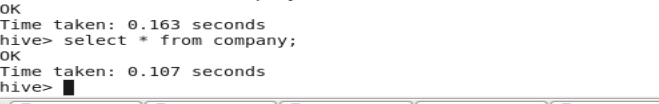 OK
Time taken: 0.163 seconds
hive> select * from company;
OK
Time taken: 0.107 seconds
hive>